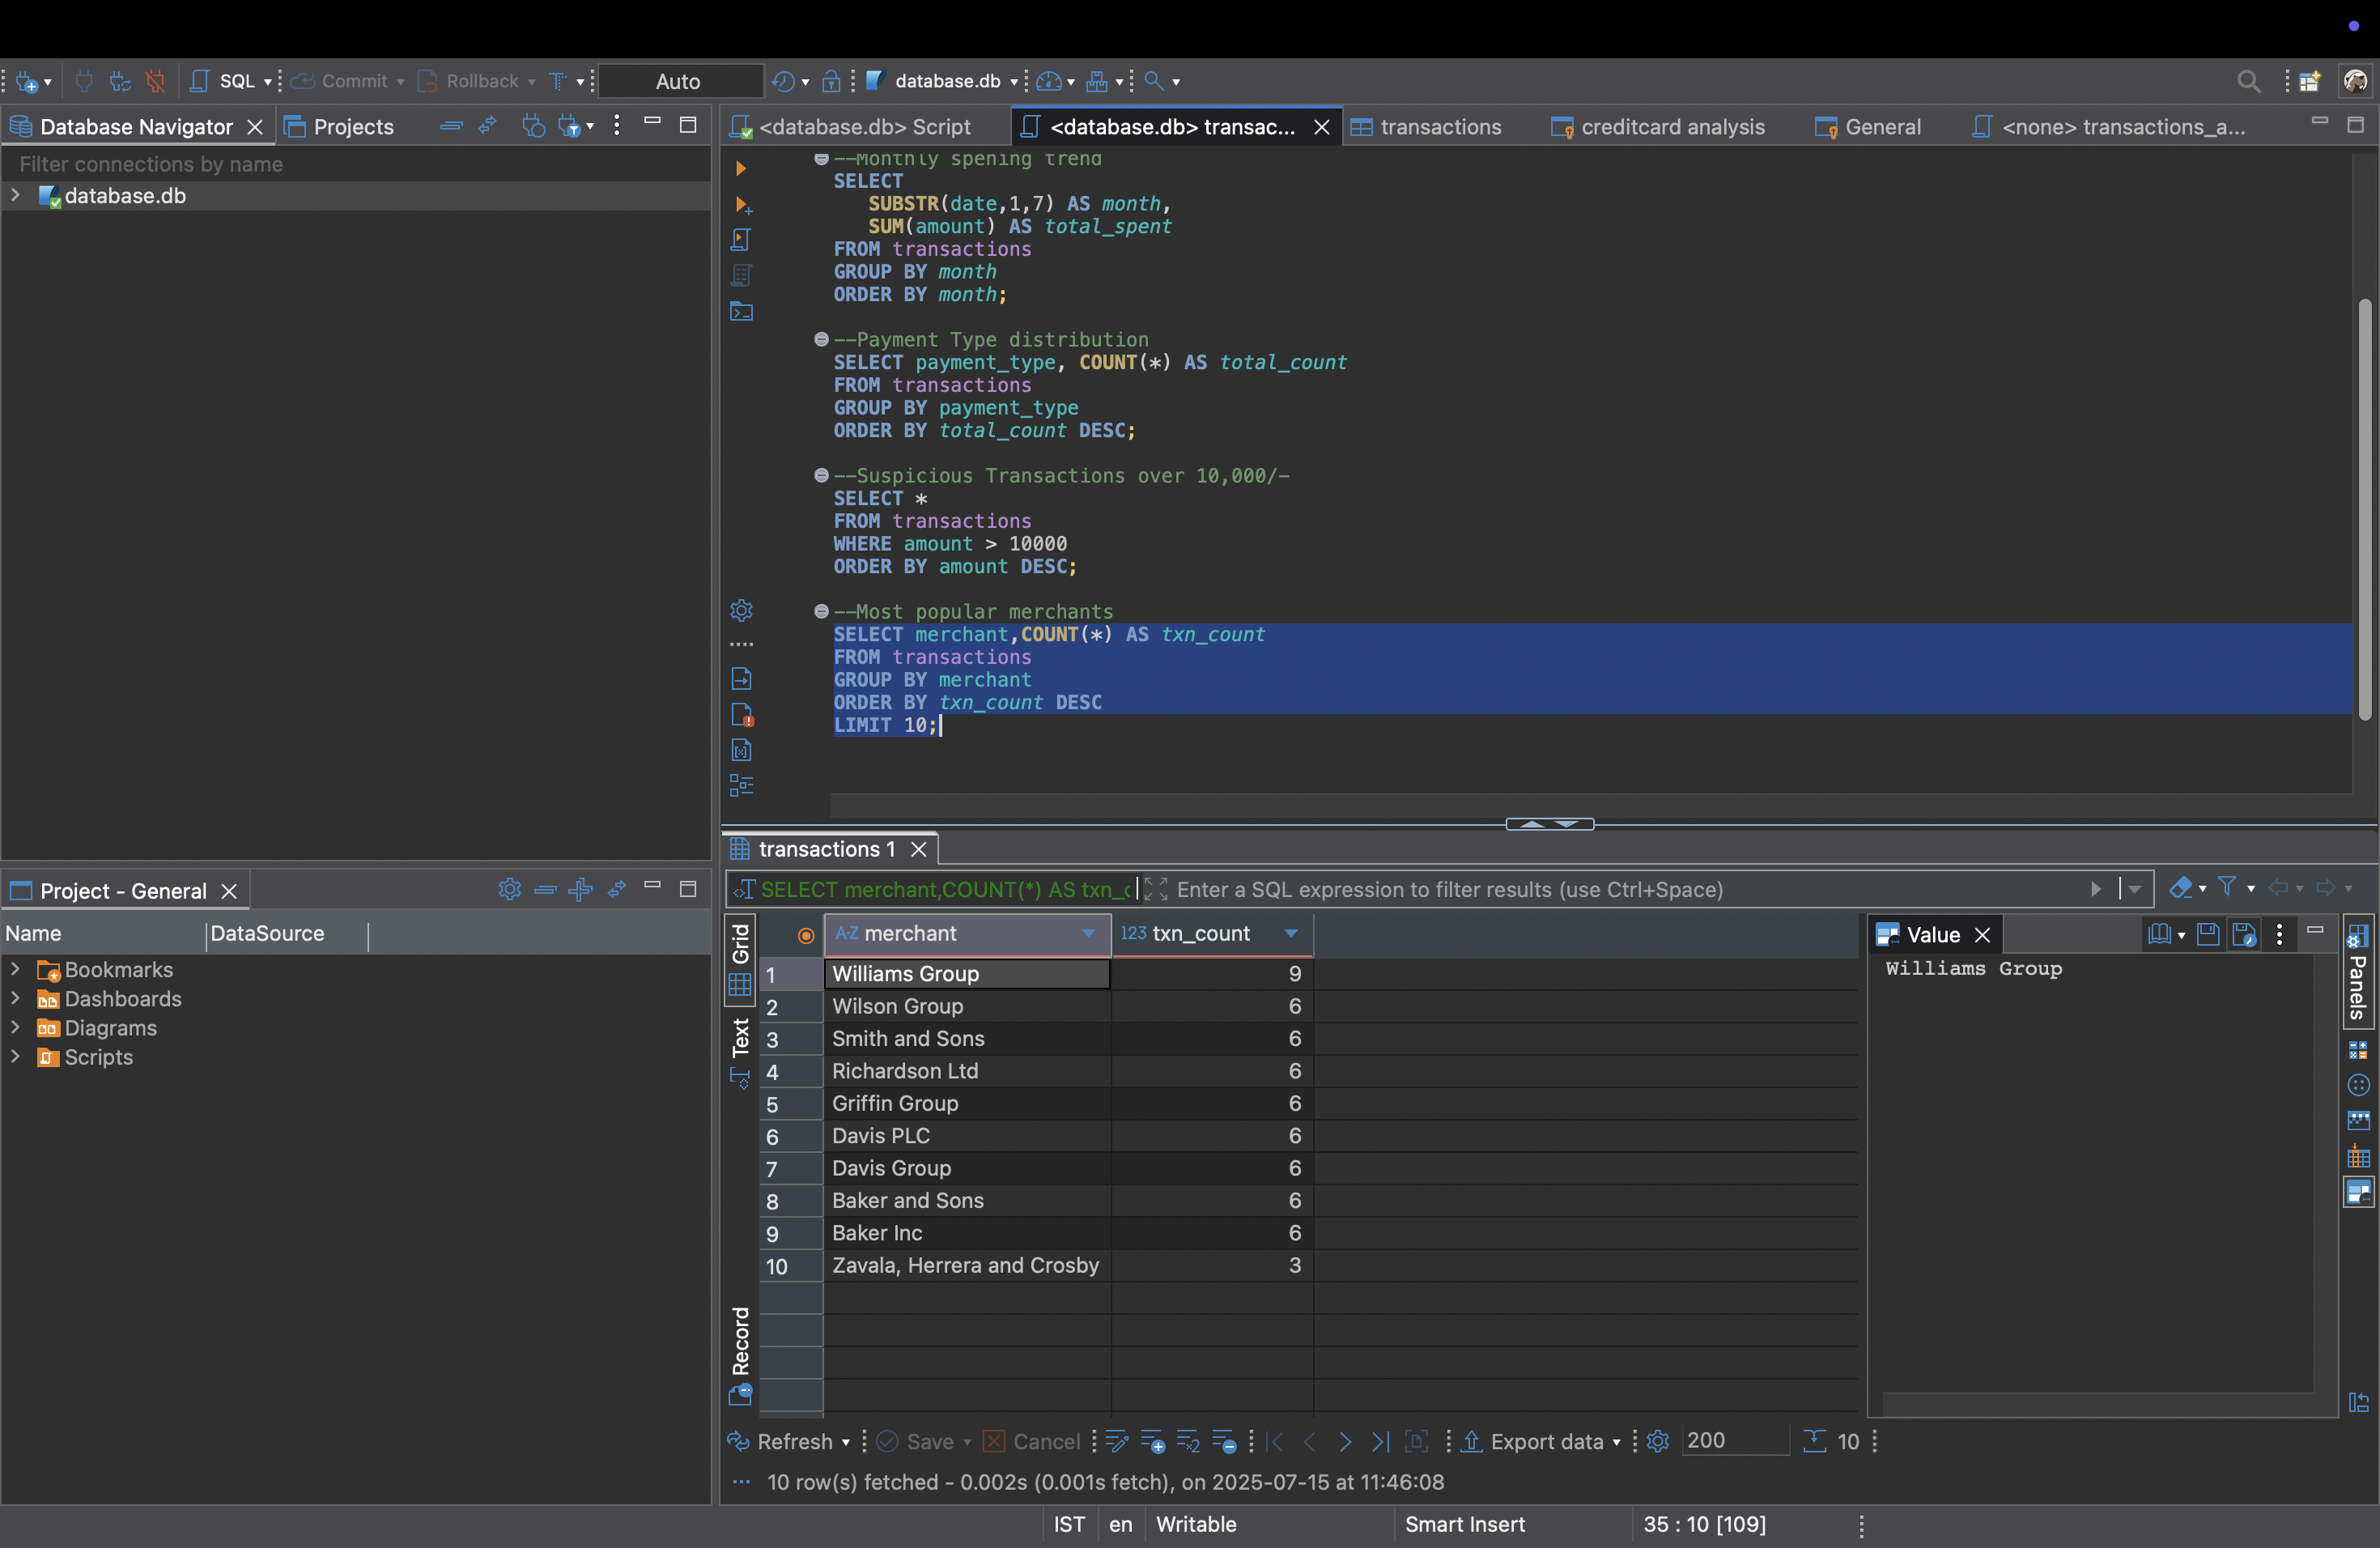 SQL
Commit
Rollback
Auto
database.db
Database Navigator
Projects
Filter connections by name
database.db
<database.db> Script
<database.db> transac...
transactions
creditcard analysis
General
<none> transactions_a...
--Monthly spening trend
SELECT
SUBSTR(date,1,7) AS month,
SUM(amount) AS total_spent
FROM transactions
GROUP BY month
ORDER BY month;
--Payment Type distribution
SELECT payment_type, COUNT(*) AS total_count
FROM transactions
GROUP BY payment_type
ORDER BY total_count DESC;
--Suspicious Transactions over 10,000/-
SELECT *
FROM transactions
WHERE amount > 10000
ORDER BY amount DESC;
--Most popular merchants
SELECT merchant,COUNT(*) AS txn_count
FROM transactions
GROUP BY merchant
ORDER BY txn_count DESC
LIMIT 10;
Project - General
Name DataSource
Bookmarks
Dashboards
Diagrams
Scripts
transactions 1
SELECT merchant,COUNT(*) AS txn_c
Enter a SQL expression to filter results (use Ctrl+Space)
Grid
Text
Record
A-Z merchant 123 txn_count
1 Williams Group 9
2 Wilson Group 6
3 Smith and Sons 6
4 Richardson Ltd 6
5 Griffin Group 6
6 Davis PLC 6
7 Davis Group 6
8 Baker and Sons 6
9 Baker Inc 6
10 Zavala, Herrera and Crosby 3
Value
Williams Group
Panels
Refresh Save Cancel Export data 200 10
10 row(s) fetched - 0.002s (0.001s fetch), on 2025-07-15 at 11:46:08
IST en Writable Smart Insert 35 : 10 [109]